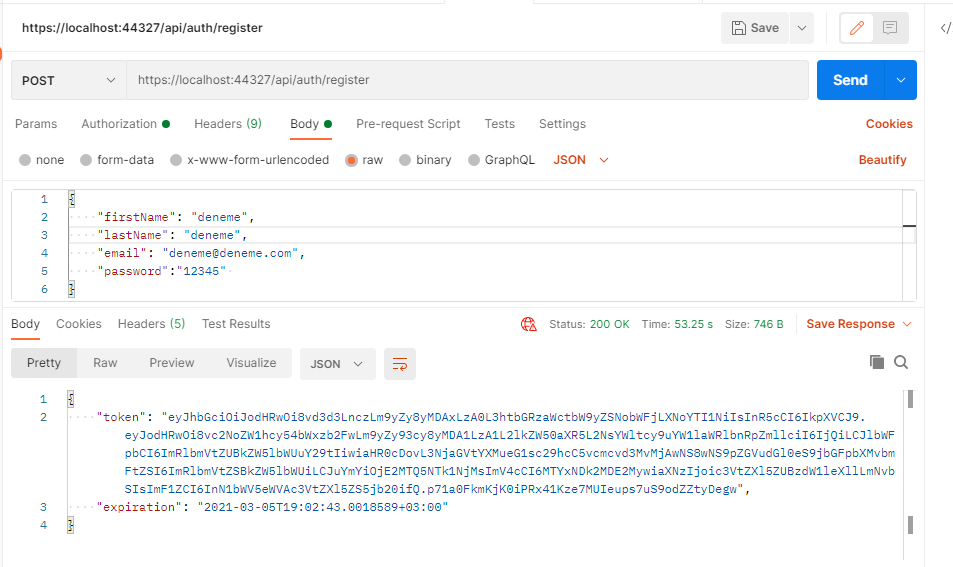 https://localhost:44327/api/auth/register
Save
</>
POST
https://localhost:44327/api/auth/register
Send
Params Authorization Headers (9) Body Pre-request Script Tests Settings Cookies
none form-data x-www-form-urlencoded raw binary GraphQL JSON Beautify
1 {
2 "firstName": "deneme",
3 "lastName": "deneme",
4 "email": "deneme@deneme.com",
5 "password":"12345"
6 }
Body Cookies Headers (5) Test Results Status: 200 OK Time: 53.25 s Size: 746 B Save Response
Pretty Raw Preview Visualize JSON
1 {
2 "token": "eyJhbGciOiJodHRwOi8vd3d3LnczLm9yZy8yMDAxLzA0L3htbGRzaWctbW9yZSNobWFjLXNoYTI1NiIsInR5cCI6IkpXVCJ9.
eyJodHRwOi8vc2NoZW1hcy54bWxzb2FwLm9yZy93cy8yMDA1LzA1L2lkZW50aXR5L2NsYWltcy9uYW1laWRlbnRpZmllciI6IjQiLCJlbWF
pbCI6ImRlbmVtZUBkZW5lbWUuY29tIiwiaHR0cDovL3NjaGVtYXMueG1sc29hcC5vcmcvd3MvMjAwNS8wNS9pZGVudGl0eS9jbGFpbXMvbm
FtZSI6ImRlbmVtZSBkZW5lbWUiLCJuYmYiOjE2MTQ5NTk1NjMsImV4cCI6MTYxNDk2MDE2MywiaXNzIjoic3VtZXl5ZUBzdW1leXllLmNvb
SIsImF1ZCI6InN1bWV5eWVAc3VtZXl5ZS5jb20ifQ.p71a0FkmKjK0iPRx41Kze7MUIeups7uS9odZZtyDegw",
3 "expiration": "2021-03-05T19:02:43.0018589+03:00"
4 }